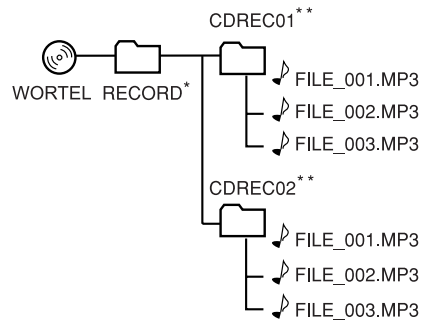 CDREC01**
WORTEL RECORD*
FILE_001.MP3
FILE_002.MP3
FILE_003.MP3
CDREC02**
FILE_001.MP3
FILE_002.MP3
FILE_003.MP3